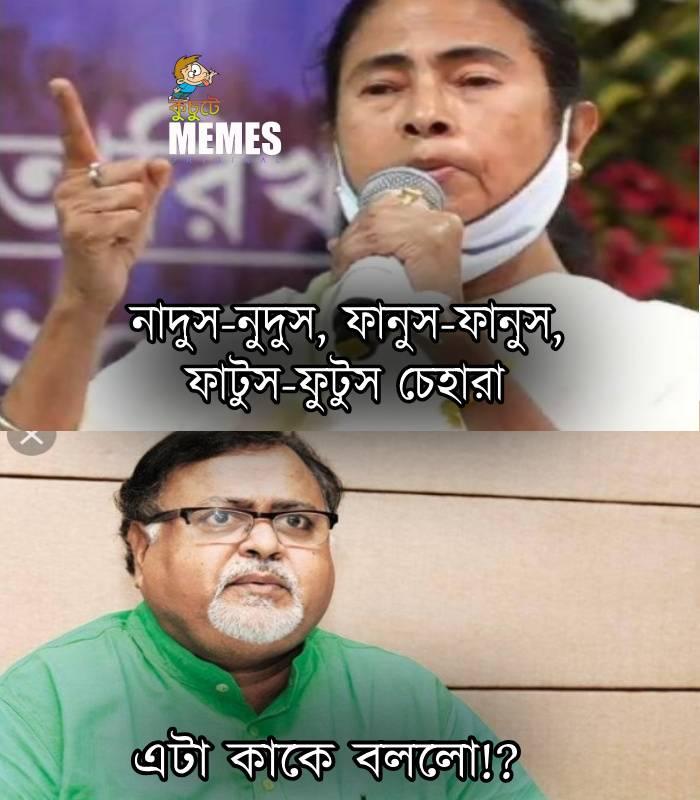 কুচুটে
MEMES
নাদুস-নুদুস, ফানুস-ফানুস,
ফাটুস-ফুটুস চেহারা
এটা কাকে বললো!?